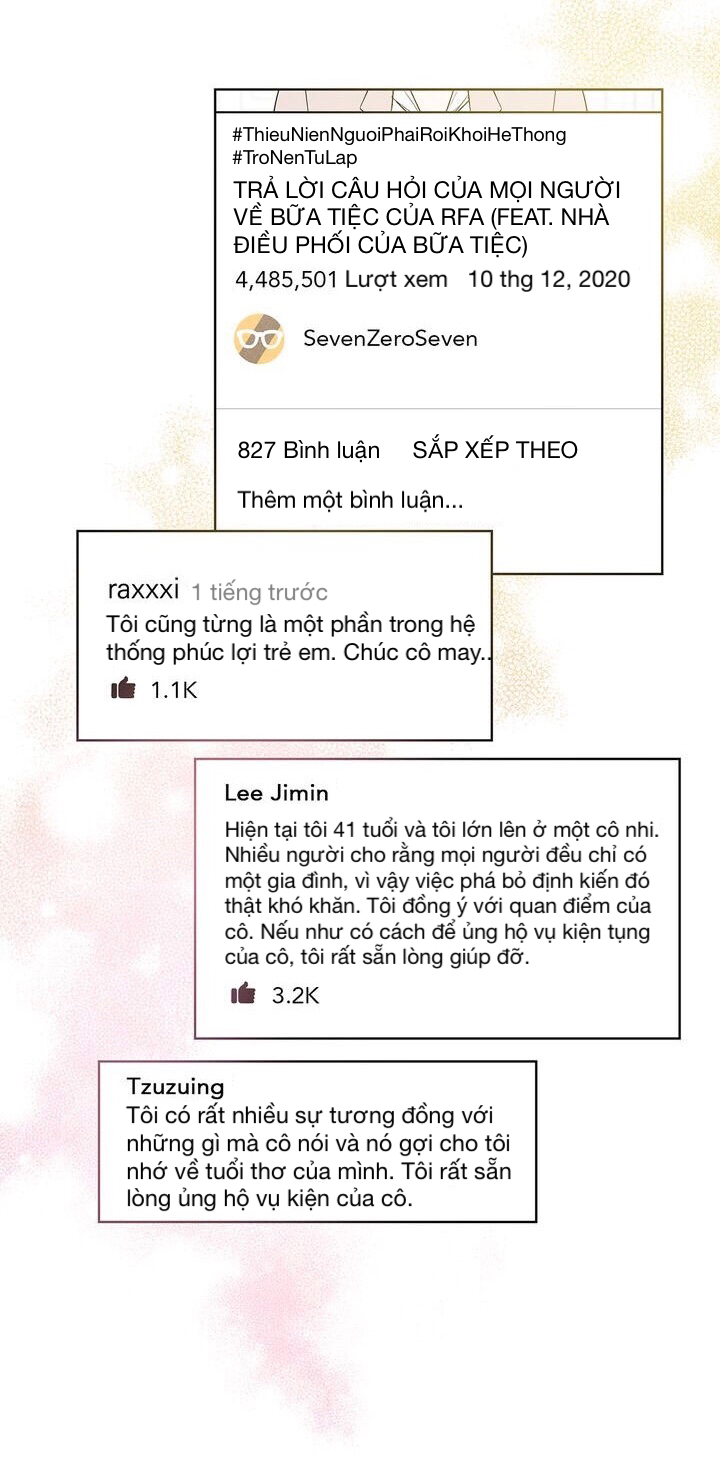 #ThieuNienNguoiPhaiRoiKhoiHeThong
#TroNenTuLap
TRẢ LỜI CÂU HỎI CỦA MỌI NGƯỜI
VỀ BỮA TIỆC CỦA RFA (FEAT. NHÀ
ĐIỀU PHỐI CỦA BỮA TIỆC)
4,485,501 Lượt xem 10 thg 12, 2020
SevenZeroSeven
827 Bình luận SẮP XẾP THEO
Thêm một bình luận...
raxxxi 1 tiếng trước
Tôi cũng từng là một phần trong hệ
thống phúc lợi trẻ em. Chúc cô may..
1.1K
Lee Jimin
Hiện tại tôi 41 tuổi và tôi lớn lên ở một cô nhi.
Nhiều người cho rằng mọi người đều chỉ có
một gia đình, vì vậy việc phá bỏ định kiến đó
thật khó khăn. Tôi đồng ý với quan điểm của
cô. Nếu như có cách để ủng hộ vụ kiện tụng
của cô, tôi rất sẵn lòng giúp đỡ.
3.2K
Tzuzuing
Tôi có rất nhiều sự tương đồng với
những gì mà cô nói và nó gợi cho tôi
nhớ về tuổi thơ của mình. Tôi rất sẵn
lòng ủng hộ vụ kiện của cô.